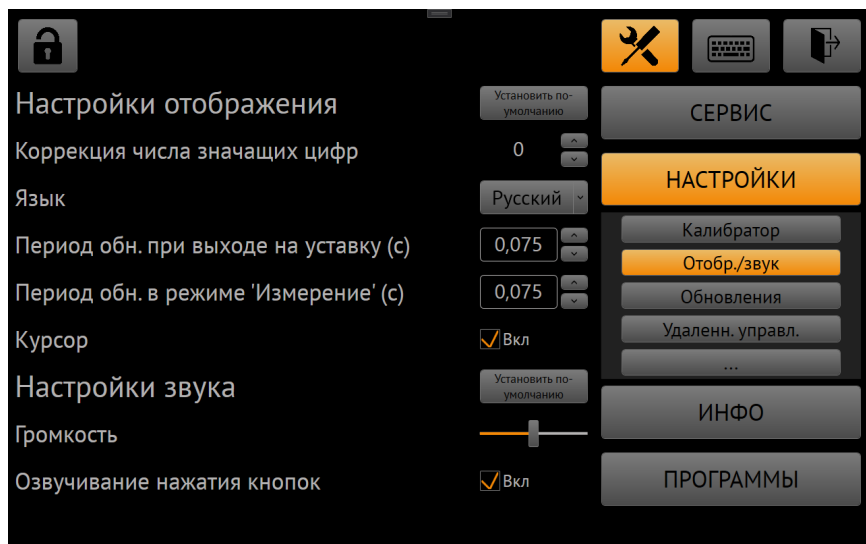 Настройки отображения
Установить по-
умолчанию
СЕРВИС
Коррекция числа значащих цифр
0
НАСТРОЙКИ
Язык
Русский
Калибратор
Период обн. при выходе на уставку (с)
0,075
Отобр./звук
Период обн. в режиме 'Измерение' (с)
0,075
Обновления
Курсор
Вкл
Удаленн. управл.
...
Настройки звука
Установить по-
умолчанию
ИНФО
Громкость
Озвучивание нажатия кнопок
Вкл
ПРОГРАММЫ